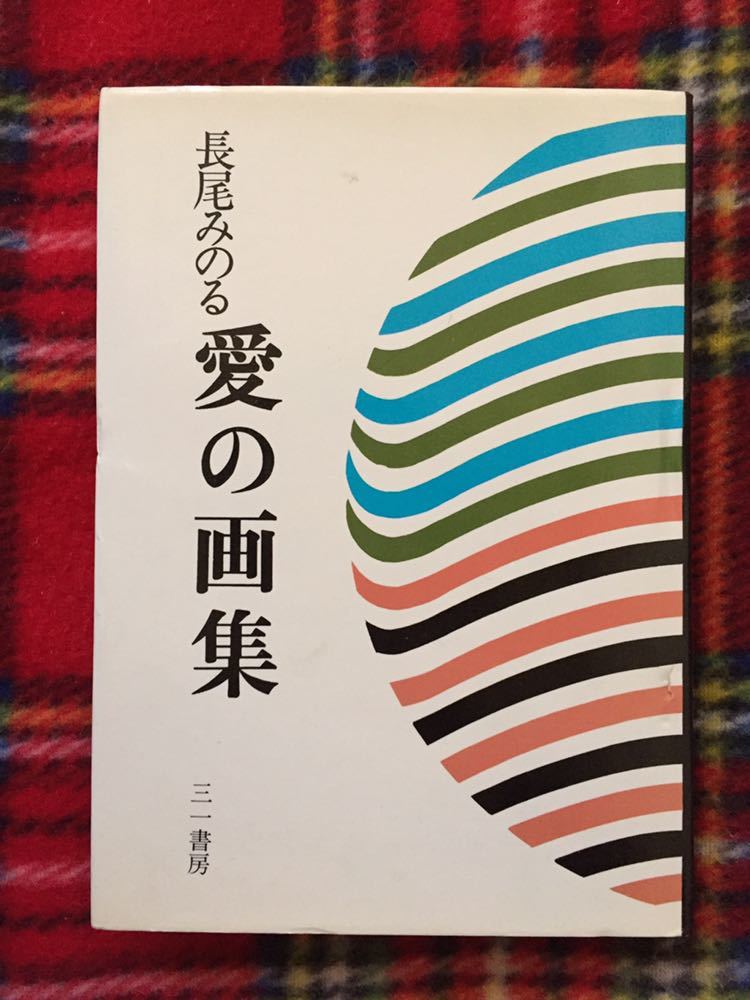 長尾みのる
愛の画集
三一書房